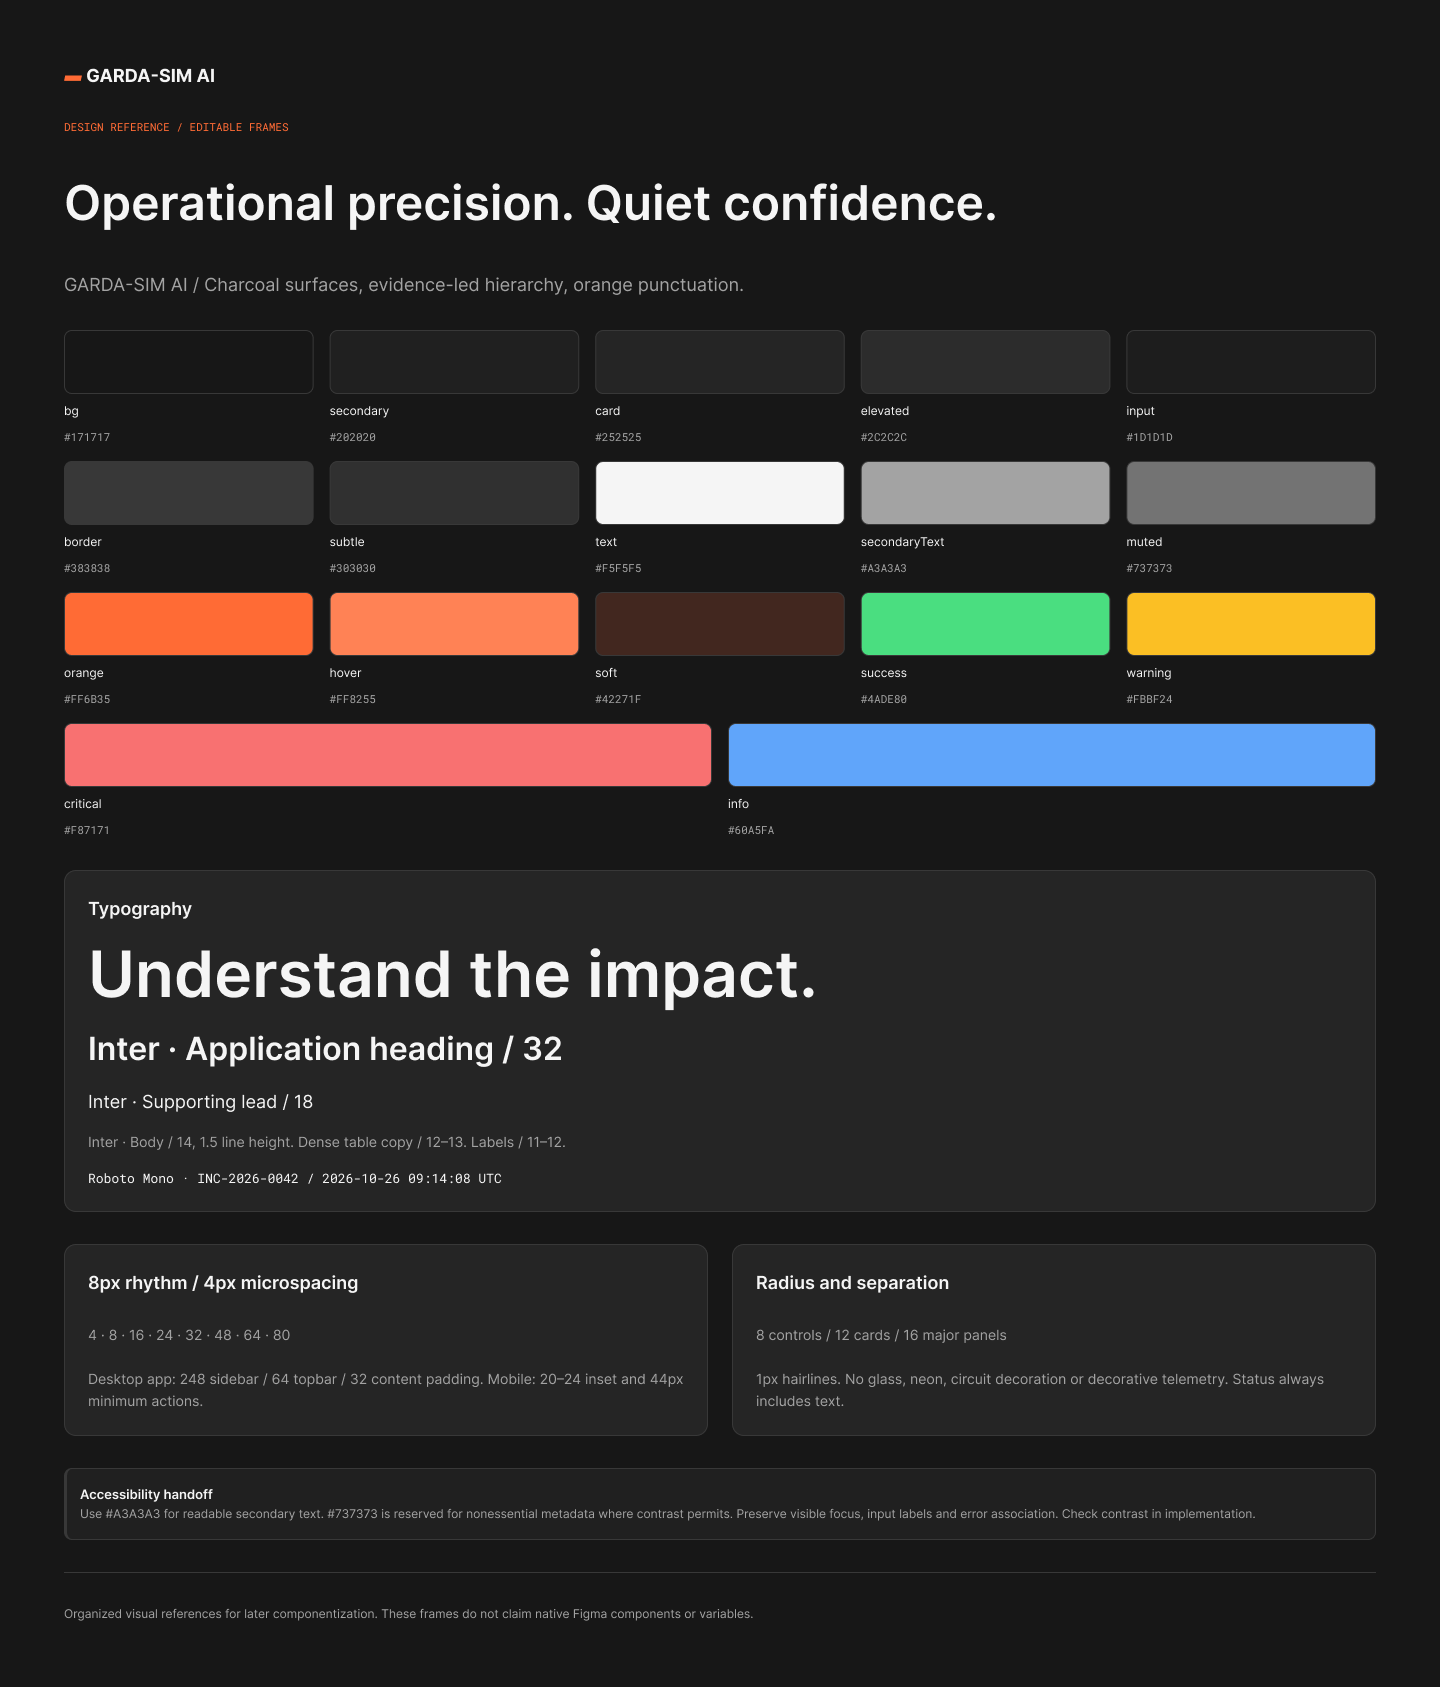 GARDA-SIM AI
DESIGN REFERENCE / EDITABLE FRAMES
Operational precision. Quiet confidence.
GARDA-SIM AI / Charcoal surfaces, evidence-led hierarchy, orange punctuation.
bg
#171717
secondary
#202020
card
#252525
elevated
#2C2C2C
input
#1D1D1D
border
#383838
subtle
#303030
text
#F5F5F5
secondaryText
#A3A3A3
muted
#737373
orange
#FF6B35
hover
#FF8255
soft
#42271F
success
#4ADE80
warning
#FBBF24
critical
#F87171
info
#60A5FA
Typography
Understand the impact.
Inter · Application heading / 32
Inter · Supporting lead / 18
Inter · Body / 14, 1.5 line height. Dense table copy / 12–13. Labels / 11–12.
Roboto Mono · INC-2026-0042 / 2026-10-26 09:14:08 UTC
8px rhythm / 4px microspacing
4 · 8 · 16 · 24 · 32 · 48 · 64 · 80
Desktop app: 248 sidebar / 64 topbar / 32 content padding. Mobile: 20–24 inset and 44px
minimum actions.
Radius and separation
8 controls / 12 cards / 16 major panels
1px hairlines. No glass, neon, circuit decoration or decorative telemetry. Status always
includes text.
Accessibility handoff
Use #A3A3A3 for readable secondary text. #737373 is reserved for nonessential metadata where contrast permits. Preserve visible focus, input labels and error association. Check contrast in implementation.
Organized visual references for later componentization. These frames do not claim native Figma components or variables.